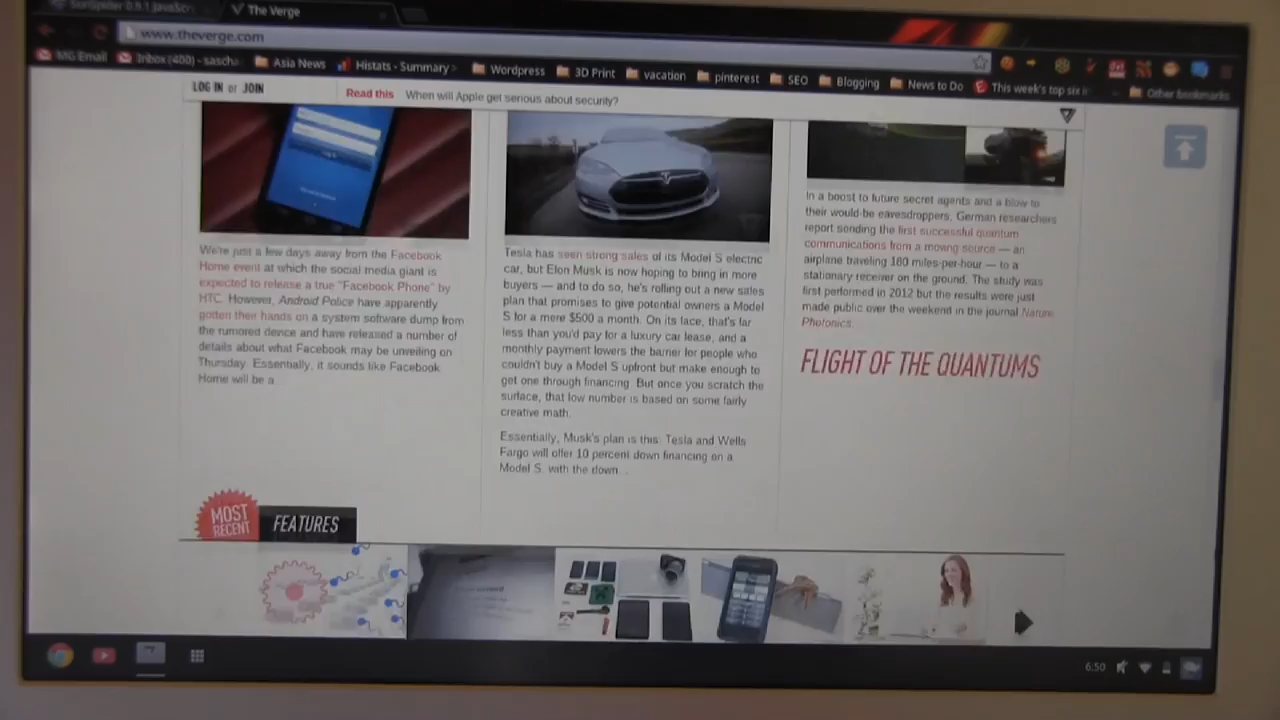 SunSpider 0.9.1 JavaScri
The Verge
www.theverge.com
MG Email
Inbox (400) - sascha
Asia News
Histats - Summary
Wordpress
3D Print
vacation
pinterest
SEO
Blogging
News to Do
This week's top six i
Other bookmarks
LOG IN or JOIN
Read this
When will Apple get serious about security?
We're just a few days away from the Facebook
Home event at which the social media giant is
expected to release a true "Facebook Phone" by
HTC. However, Android Police have apparently
gotten their hands on a system software dump from
the rumored device and have released a number of
details about what Facebook may be unveiling on
Thursday. Essentially, it sounds like Facebook
Home will be a
Tesla has seen strong sales of its Model S electric
car, but Elon Musk is now hoping to bring in more
buyers — and to do so, he's rolling out a new sales
plan that promises to give potential owners a Model
S for a mere $500 a month. On its face, that's far
less than you'd pay for a luxury car lease, and a
monthly payment lowers the barrier for people who
couldn't buy a Model S upfront but make enough to
get one through financing. But once you scratch the
surface, that low number is based on some fairly
creative math.
Essentially, Musk's plan is this: Tesla and Wells
Fargo will offer 10 percent down financing on a
Model S, with the down
In a boost to future secret agents and a blow to
their would-be eavesdroppers, German researchers
report sending the first successful quantum
communications from a moving source — an
airplane traveling 180 miles-per-hour — to a
stationary receiver on the ground. The study was
first performed in 2012 but the results were just
made public over the weekend in the journal Nature
Photonics.
FLIGHT OF THE QUANTUMS
MOST
RECENT
FEATURES
6:50